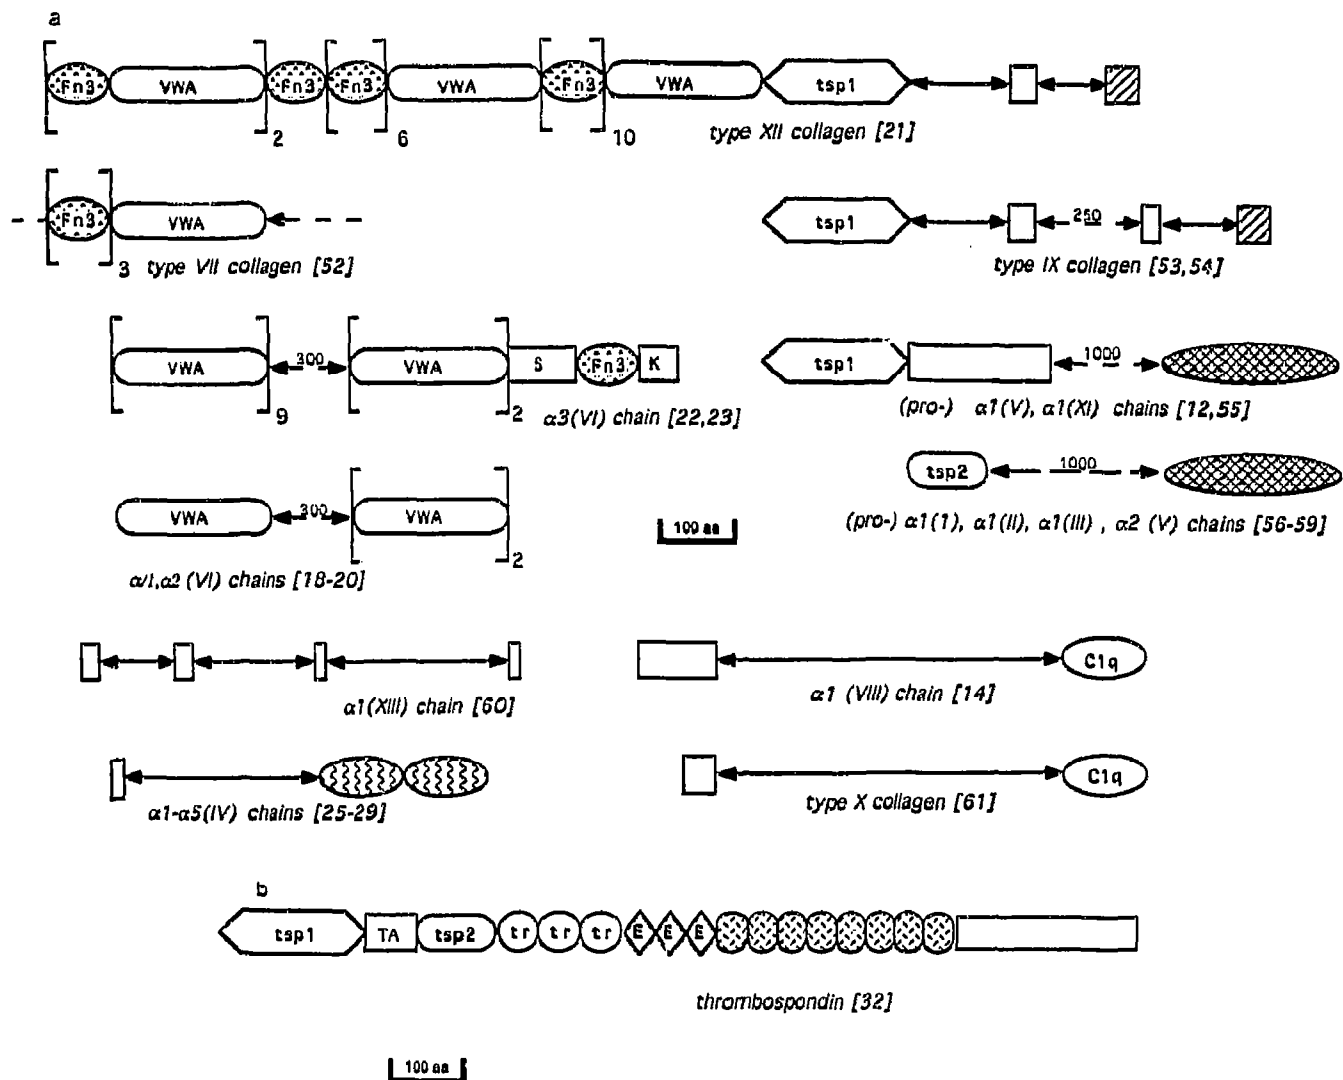 a
Fn3 VWA Fn3 Fn3 VWA Fn3 VWA tsp1
2 6 10
type XII collagen [21]
Fn3 VWA
3 type VII collagen [52]
tsp1 250
type IX collagen [53,54]
VWA 300 VWA S Fn3 K
9 2
α3(VI) chain [22,23]
tsp1 1000
(pro-) α1(V), α1(XI) chains [12,55]
VWA 300 VWA
2
α1,α2 (VI) chains [18-20]
tsp2 1000
(pro-) α1(1), α1(II), α1(III) , α2 (V) chains [56-59]
100 aa
α1(XIII) chain [60]
C1q
α1 (VIII) chain [14]
α1-α5(IV) chains [25-29]
C1q
type X collagen [61]
b
tsp1 TA tsp2 tr tr tr E E E
thrombospondin [32]
100 aa